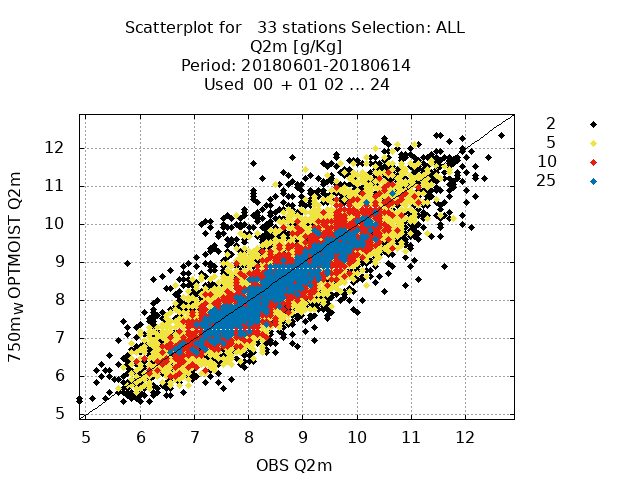 Scatterplot for   33 stations Selection: ALL
Q2m [g/Kg]
Period: 20180601-20180614
Used  00 + 01 02 ... 24
2
5
10
25
12
11
10
9
8
7
6
5
750mW OPTMOIST Q2m
5 6 7 8 9 10 11 12
OBS Q2m